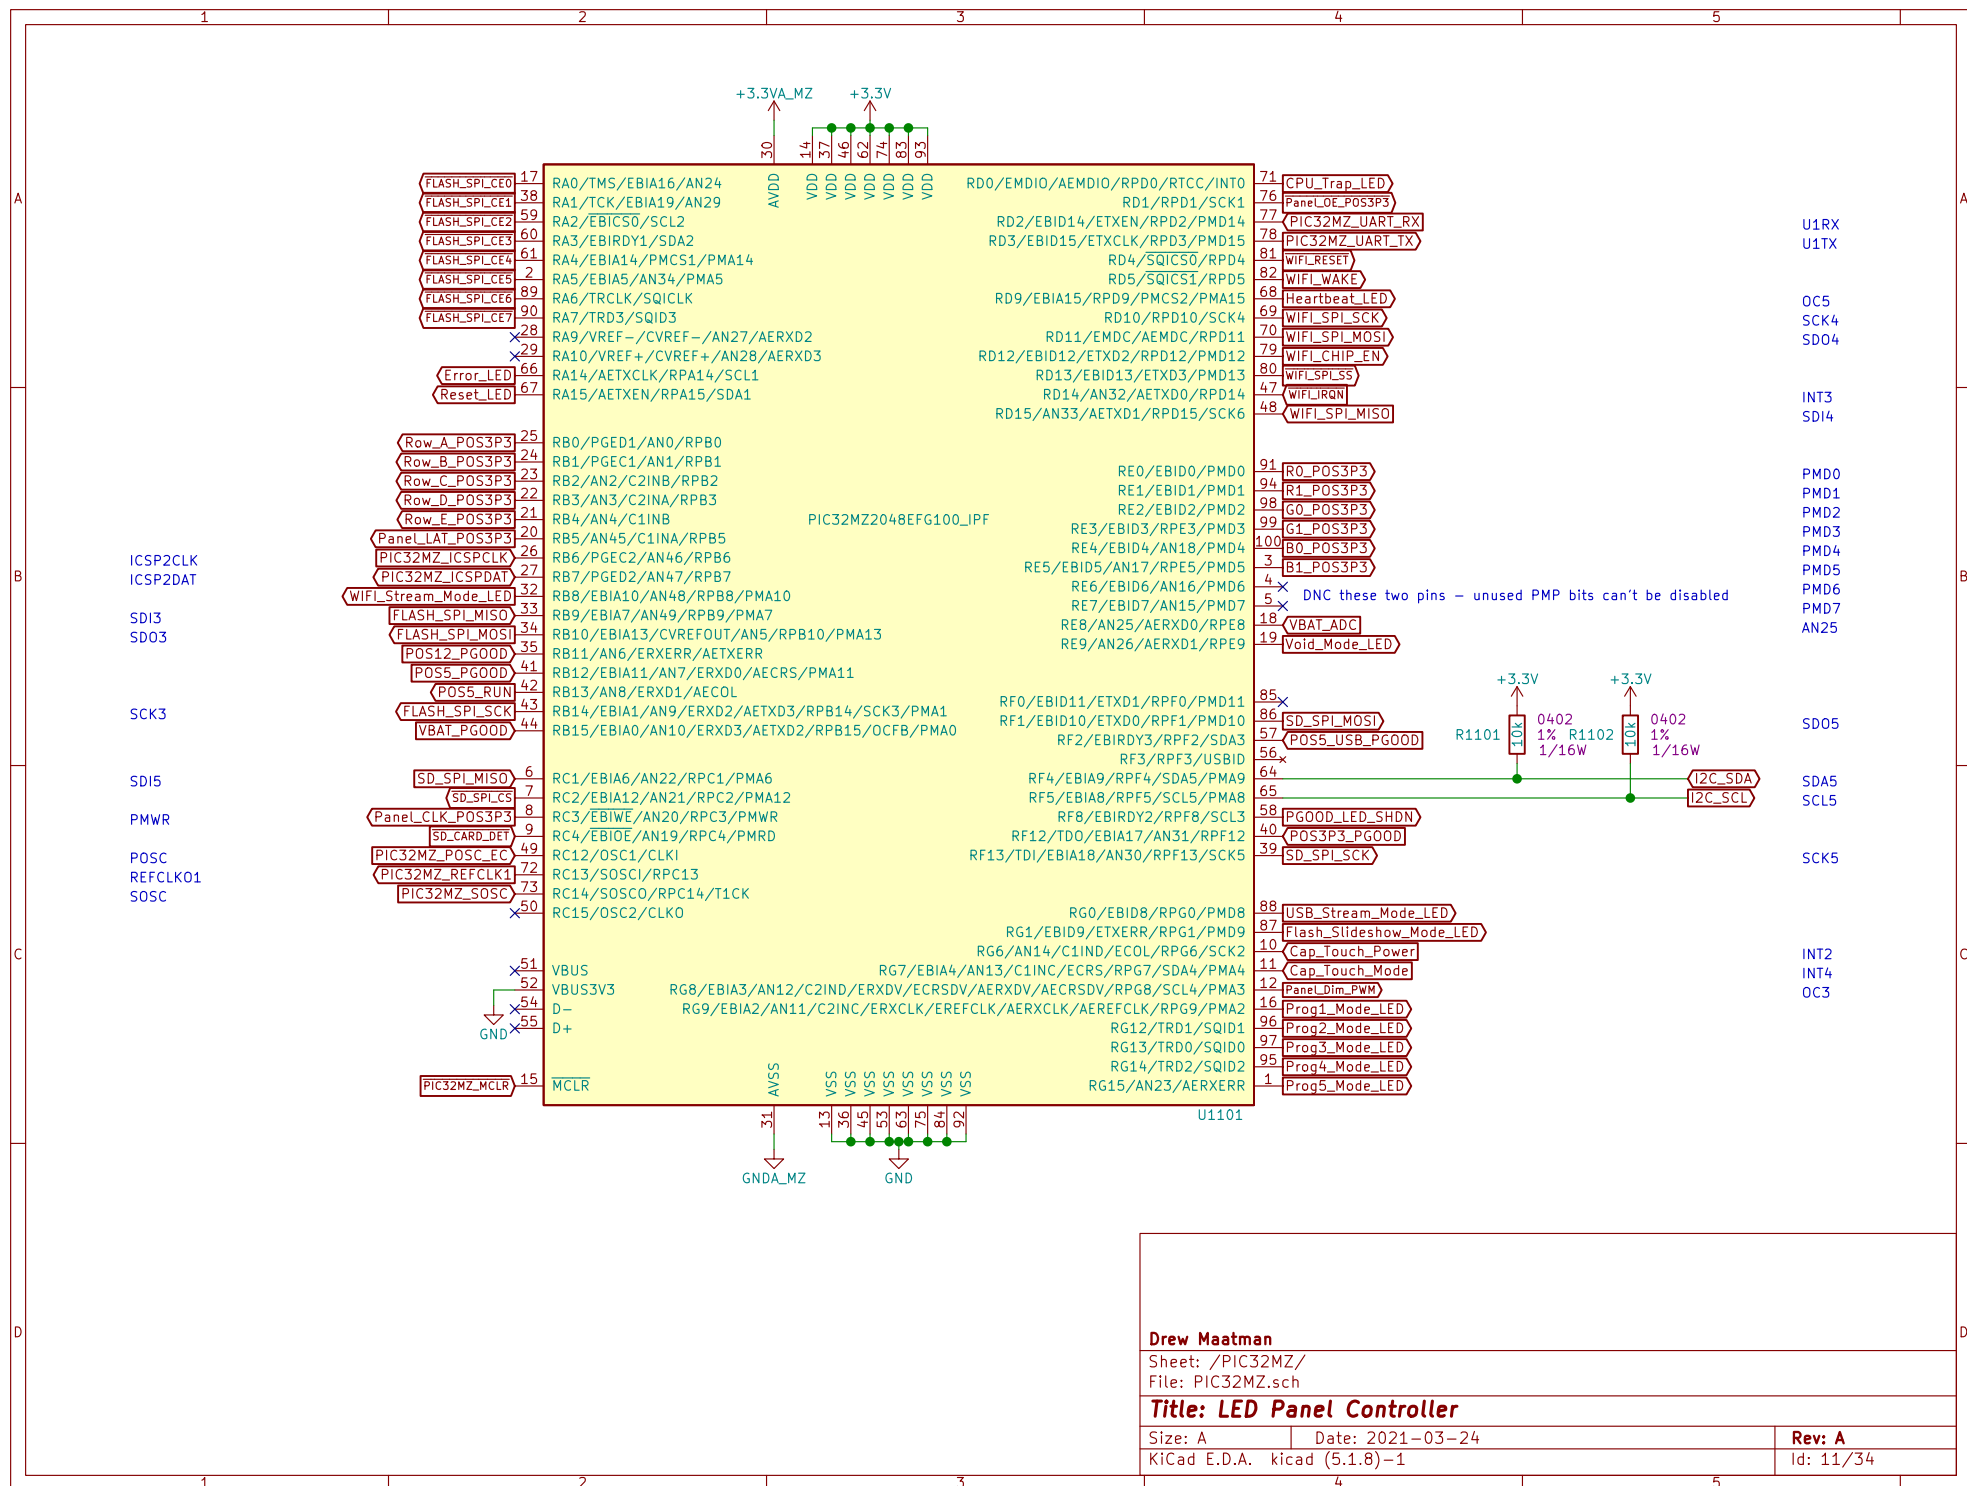 1 2 3 4 5
+3.3VA_MZ +3.3V
30 14 37 46 62 74 83 93
AVDD VDD VDD VDD VDD VDD VDD VDD
A A
FLASH_SPI_CE0 17 RA0/TMS/EBIA16/AN24
FLASH_SPI_CE1 38 RA1/TCK/EBIA19/AN29
FLASH_SPI_CE2 59 RA2/EBICS0/SCL2
FLASH_SPI_CE3 60 RA3/EBIRDY1/SDA2
FLASH_SPI_CE4 61 RA4/EBIA14/PMCS1/PMA14
FLASH_SPI_CE5 2 RA5/EBIA5/AN34/PMA5
FLASH_SPI_CE6 89 RA6/TRCLK/SQICLK
FLASH_SPI_CE7 90 RA7/TRD3/SQID3
28 RA9/VREF-/CVREF-/AN27/AERXD2
29 RA10/VREF+/CVREF+/AN28/AERXD3
Error_LED 66 RA14/AETXCLK/RPA14/SCL1
Reset_LED 67 RA15/AETXEN/RPA15/SDA1
Row_A_POS3P3 25 RB0/PGED1/AN0/RPB0
Row_B_POS3P3 24 RB1/PGEC1/AN1/RPB1
Row_C_POS3P3 23 RB2/AN2/C2INB/RPB2
Row_D_POS3P3 22 RB3/AN3/C2INA/RPB3
Row_E_POS3P3 21 RB4/AN4/C1INB
Panel_LAT_POS3P3 20 RB5/AN45/C1INA/RPB5
ICSP2CLK PIC32MZ_ICSPCLK 26 RB6/PGEC2/AN46/RPB6
B B
ICSP2DAT PIC32MZ_ICSPDAT 27 RB7/PGED2/AN47/RPB7
WIFI_Stream_Mode_LED 32 RB8/EBIA10/AN48/RPB8/PMA10
SDI3 FLASH_SPI_MISO 33 RB9/EBIA7/AN49/RPB9/PMA7
SDO3 FLASH_SPI_MOSI 34 RB10/EBIA13/CVREFOUT/AN5/RPB10/PMA13
POS12_PGOOD 35 RB11/AN6/ERXERR/AETXERR
POS5_PGOOD 41 RB12/EBIA11/AN7/ERXD0/AECRS/PMA11
POS5_RUN 42 RB13/AN8/ERXD1/AECOL
SCK3 FLASH_SPI_SCK 43 RB14/EBIA1/AN9/ERXD2/AETXD3/RPB14/SCK3/PMA1
VBAT_PGOOD 44 RB15/EBIA0/AN10/ERXD3/AETXD2/RPB15/OCFB/PMA0
SDI5 SD_SPI_MISO 6 RC1/EBIA6/AN22/RPC1/PMA6
SD_SPI_CS 7 RC2/EBIA12/AN21/RPC2/PMA12
PMWR Panel_CLK_POS3P3 8 RC3/EBIWE/AN20/RPC3/PMWR
SD_CARD_DET 9 RC4/EBIOE/AN19/RPC4/PMRD
POSC PIC32MZ_POSC_EC 49 RC12/OSC1/CLKI
REFCLKO1 PIC32MZ_REFCLK1 72 RC13/SOSCI/RPC13
SOSC PIC32MZ_SOSC 73 RC14/SOSCO/RPC14/T1CK
50 RC15/OSC2/CLKO
C C
51 VBUS
52 VBUS3V3
54 D-
GND 55 D+
PIC32MZ_MCLR 15 MCLR
PIC32MZ2048EFG100_IPF
RD0/EMDIO/AEMDIO/RPD0/RTCC/INT0 71 CPU_Trap_LED
RD1/RPD1/SCK1 76 Panel_OE_POS3P3
RD2/EBID14/ETXEN/RPD2/PMD14 77 PIC32MZ_UART_RX U1RX
RD3/EBID15/ETXCLK/RPD3/PMD15 78 PIC32MZ_UART_TX U1TX
RD4/SQICS0/RPD4 81 WIFI_RESET
RD5/SQICS1/RPD5 82 WIFI_WAKE
RD9/EBIA15/RPD9/PMCS2/PMA15 68 Heartbeat_LED OC5
RD10/RPD10/SCK4 69 WIFI_SPI_SCK SCK4
RD11/EMDC/AEMDC/RPD11 70 WIFI_SPI_MOSI SDO4
RD12/EBID12/ETXD2/RPD12/PMD12 79 WIFI_CHIP_EN
RD13/EBID13/ETXD3/PMD13 80 WIFI_SPI_SS
RD14/AN32/AETXD0/RPD14 47 WIFI_IRQN INT3
RD15/AN33/AETXD1/RPD15/SCK6 48 WIFI_SPI_MISO SDI4
RE0/EBID0/PMD0 91 R0_POS3P3 PMD0
RE1/EBID1/PMD1 94 R1_POS3P3 PMD1
RE2/EBID2/PMD2 98 G0_POS3P3 PMD2
RE3/EBID3/RPE3/PMD3 99 G1_POS3P3 PMD3
RE4/EBID4/AN18/PMD4 100 B0_POS3P3 PMD4
RE5/EBID5/AN17/RPE5/PMD5 3 B1_POS3P3 PMD5
RE6/EBID6/AN16/PMD6 4 PMD6
DNC these two pins - unused PMP bits can't be disabled
RE7/EBID7/AN15/PMD7 5 PMD7
RE8/AN25/AERXD0/RPE8 18 VBAT_ADC AN25
RE9/AN26/AERXD1/RPE9 19 Void_Mode_LED
+3.3V +3.3V
RF0/EBID11/ETXD1/RPF0/PMD11 85
RF1/EBID10/ETXD0/RPF1/PMD10 86 SD_SPI_MOSI SDO5
RF2/EBIRDY3/RPF2/SDA3 57 POS5_USB_PGOOD
R1101 10k 0402 1% 1/16W
R1102 10k 0402 1% 1/16W
RF3/RPF3/USBID 56
RF4/EBIA9/RPF4/SDA5/PMA9 64 I2C_SDA SDA5
RF5/EBIA8/RPF5/SCL5/PMA8 65 I2C_SCL SCL5
RF8/EBIRDY2/RPF8/SCL3 58 PGOOD_LED_SHDN
RF12/TDO/EBIA17/AN31/RPF12 40 POS3P3_PGOOD
RF13/TDI/EBIA18/AN30/RPF13/SCK5 39 SD_SPI_SCK SCK5
RG0/EBID8/RPG0/PMD8 88 USB_Stream_Mode_LED
RG1/EBID9/ETXERR/RPG1/PMD9 87 Flash_Slideshow_Mode_LED
RG6/AN14/C1IND/ECOL/RPG6/SCK2 10 Cap_Touch_Power INT2
RG7/EBIA4/AN13/C1INC/ECRS/RPG7/SDA4/PMA4 11 Cap_Touch_Mode INT4
RG8/EBIA3/AN12/C2IND/ERXDV/ECRSDV/AERXDV/AECRSDV/RPG8/SCL4/PMA3 12 Panel_Dim_PWM OC3
RG9/EBIA2/AN11/C2INC/ERXCLK/EREFCLK/AERXCLK/AEREFCLK/RPG9/PMA2 16 Prog1_Mode_LED
RG12/TRD1/SQID1 96 Prog2_Mode_LED
RG13/TRD0/SQID0 97 Prog3_Mode_LED
RG14/TRD2/SQID2 95 Prog4_Mode_LED
RG15/AN23/AERXERR 1 Prog5_Mode_LED
AVSS VSS VSS VSS VSS VSS VSS VSS VSS
U1101
31 13 36 45 53 63 75 84 92
GNDA_MZ GND
D D
Drew Maatman
Sheet: /PIC32MZ/
File: PIC32MZ.sch
Title: LED Panel Controller
Size: A Date: 2021-03-24 Rev: A
KiCad E.D.A. kicad (5.1.8)-1 Id: 11/34
1 2 3 4 5